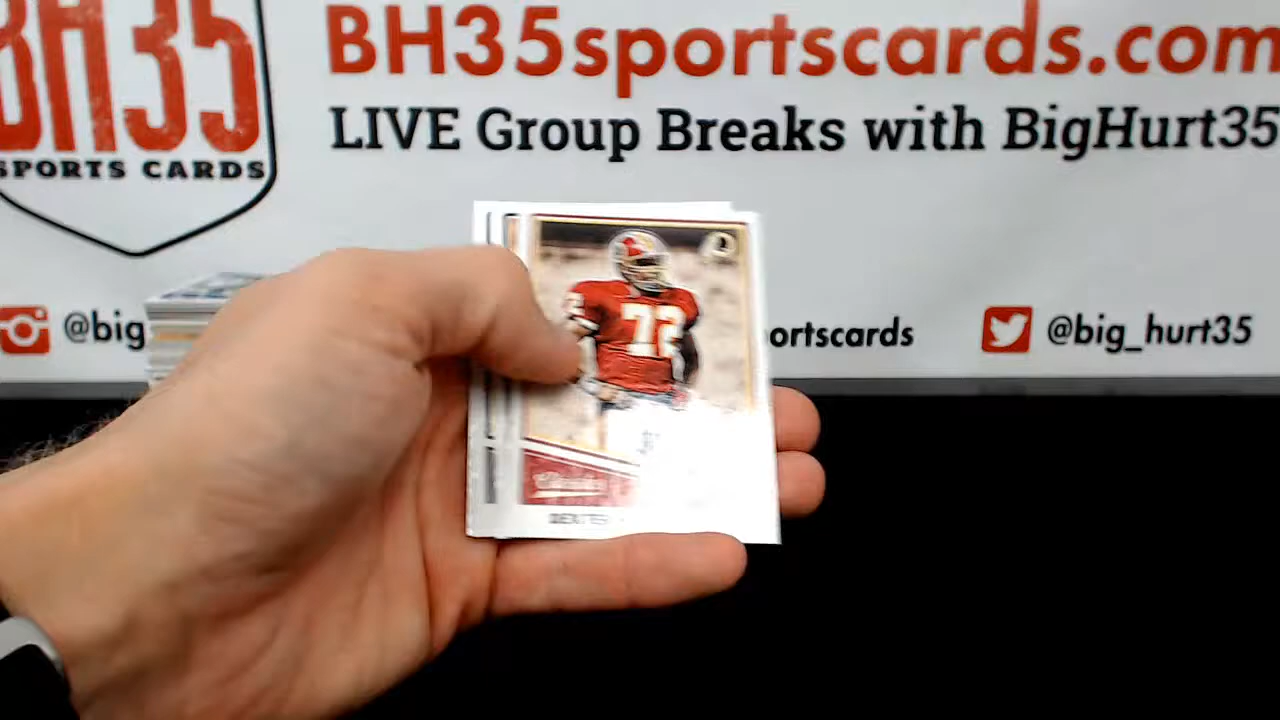 BH35
SPORTS CARDS
BH35sportscards.com
LIVE Group Breaks with BigHurt35
@big
ortscards
@big_hurt35
72